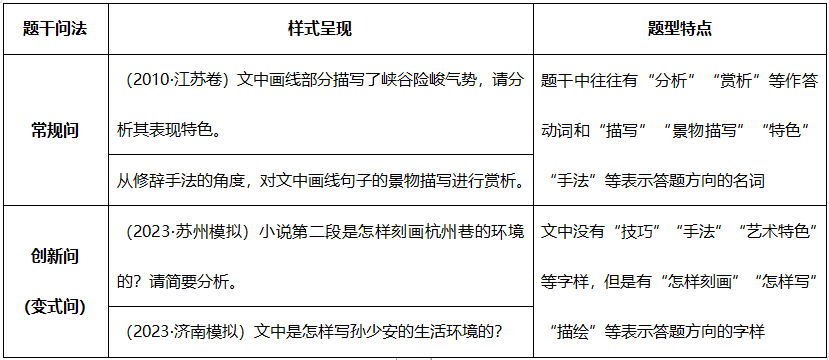 题干问法
样式呈现
题型特点
常规问
（2010·江苏卷）文中画线部分描写了峡谷险峻气势，请分
析其表现特色。
从修辞手法的角度，对文中画线句子的景物描写进行赏析。
题干中往往有“分析”“赏析”等作答
动词和“描写”“景物描写”“特色”
“手法”等表示答题方向的名词
创新问
(变式问)
（2023·苏州模拟）小说第二段是怎样刻画杭州巷的环境
的？请简要分析。
（2023·济南模拟）文中是怎样写孙少安的生活环境的？
文中没有“技巧”“手法”“艺术特色”
等字样，但是有“怎样刻画”“怎样写”
“描绘”等表示答题方向的字样